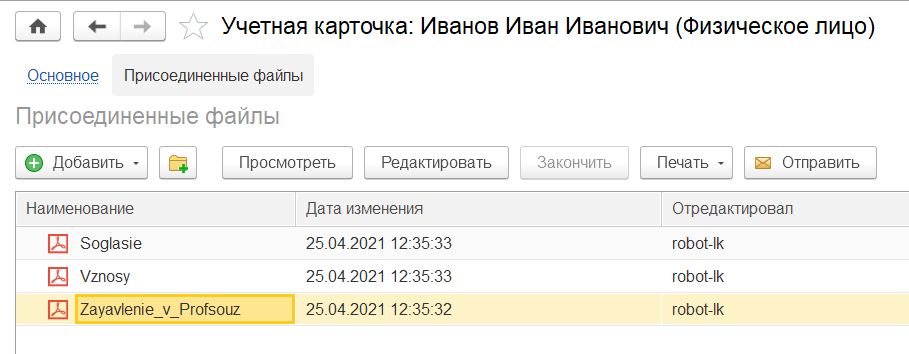 Учетная карточка: Иванов Иван Иванович (Физическое лицо)
Основное Присоединенные файлы
Присоединенные файлы
Добавить Просмотреть Редактировать Закончить Печать Отправить
Наименование Дата изменения Отредактировал
Soglasie 25.04.2021 12:35:33 robot-lk
Vznosy 25.04.2021 12:35:33 robot-lk
Zayavlenie_v_Profsouz 25.04.2021 12:35:32 robot-lk